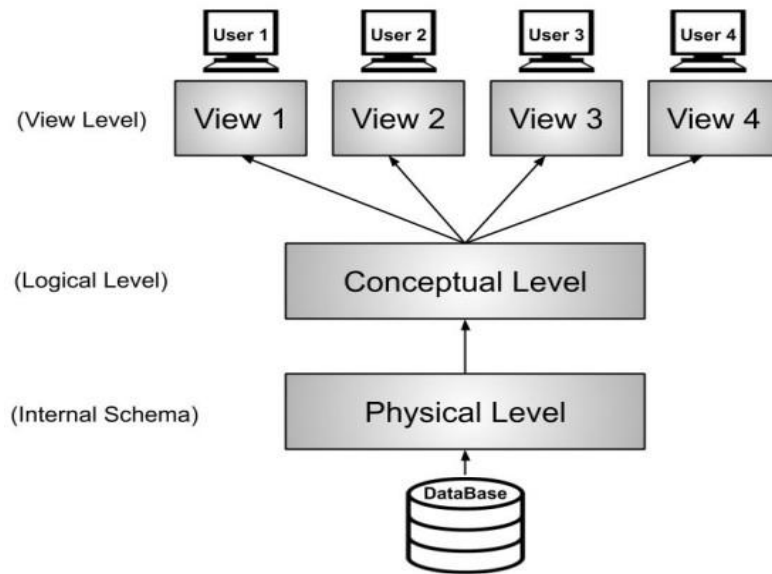 User 1
User 2
User 3
User 4
(View Level)
View 1
View 2
View 3
View 4
(Logical Level)
Conceptual Level
(Internal Schema)
Physical Level
DataBase